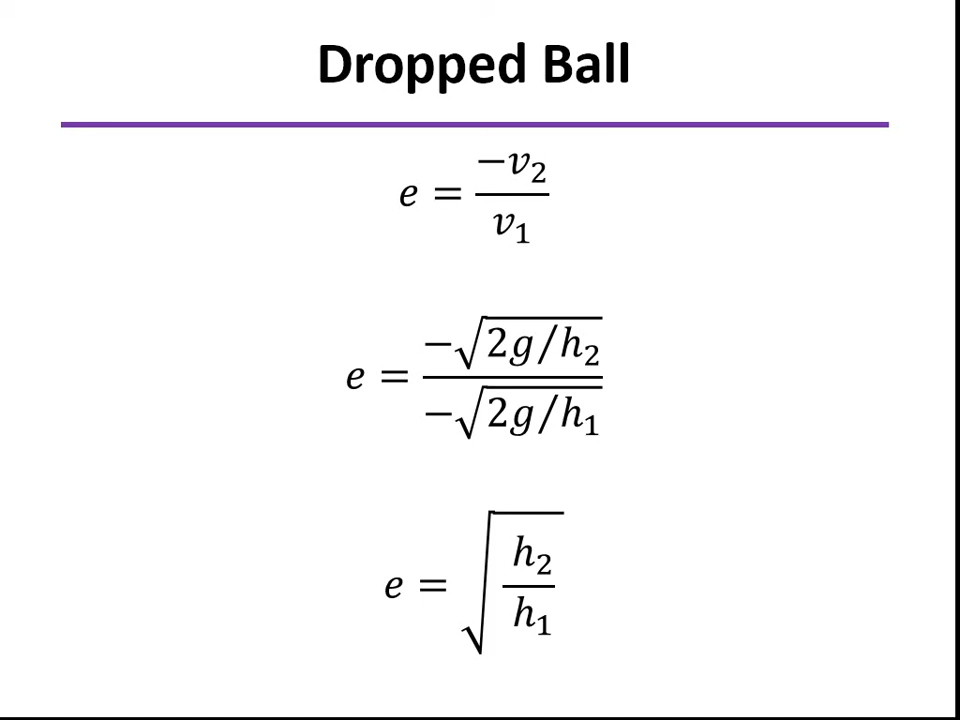 Dropped Ball
e = −v₂ / v₁
e = −√(2g/h₂) / −√(2g/h₁)
e = √(h₂ / h₁)